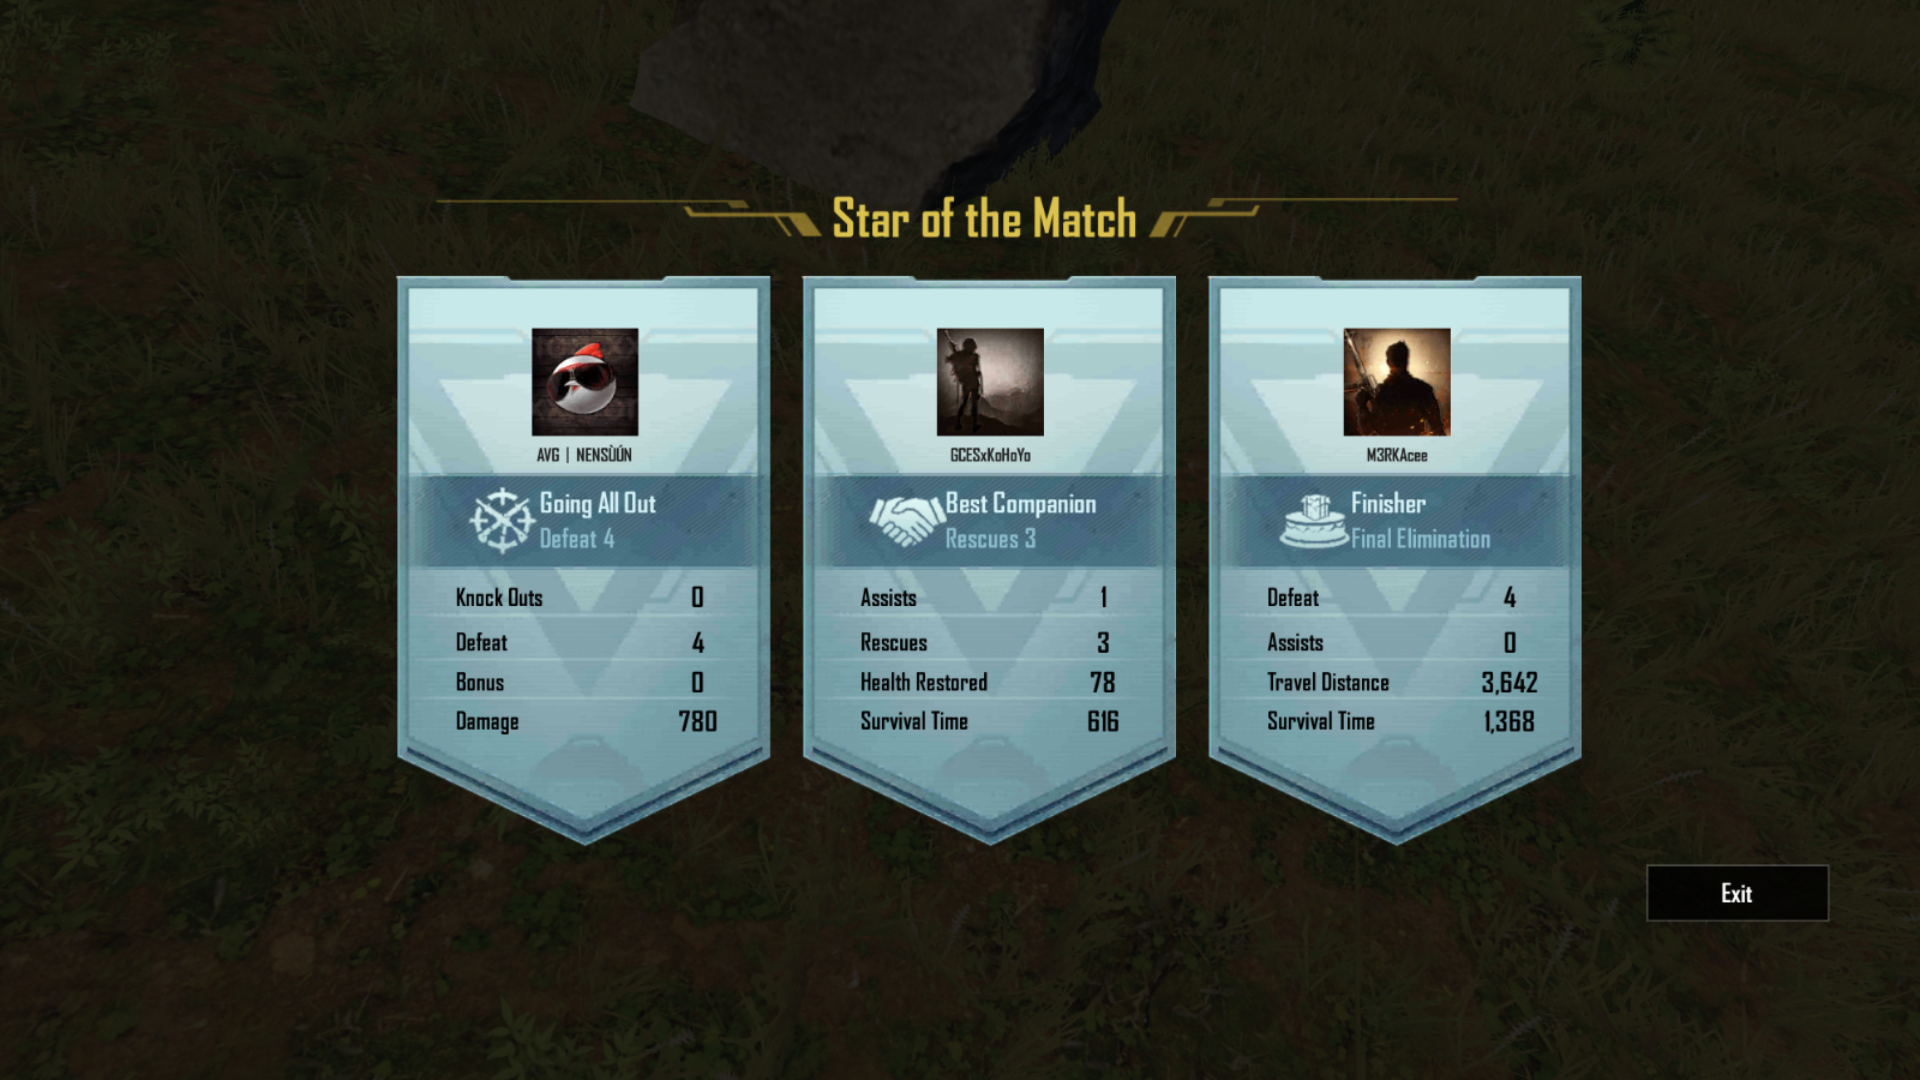 Star of the Match
AVG | NENSÙÚN
Going All Out
Defeat 4
Knock Outs 0
Defeat 4
Bonus 0
Damage 780
GCESxKoHoYo
Best Companion
Rescues 3
Assists 1
Rescues 3
Health Restored 78
Survival Time 616
M3RKAcee
Finisher
Final Elimination
Defeat 4
Assists 0
Travel Distance 3,642
Survival Time 1,368
Exit